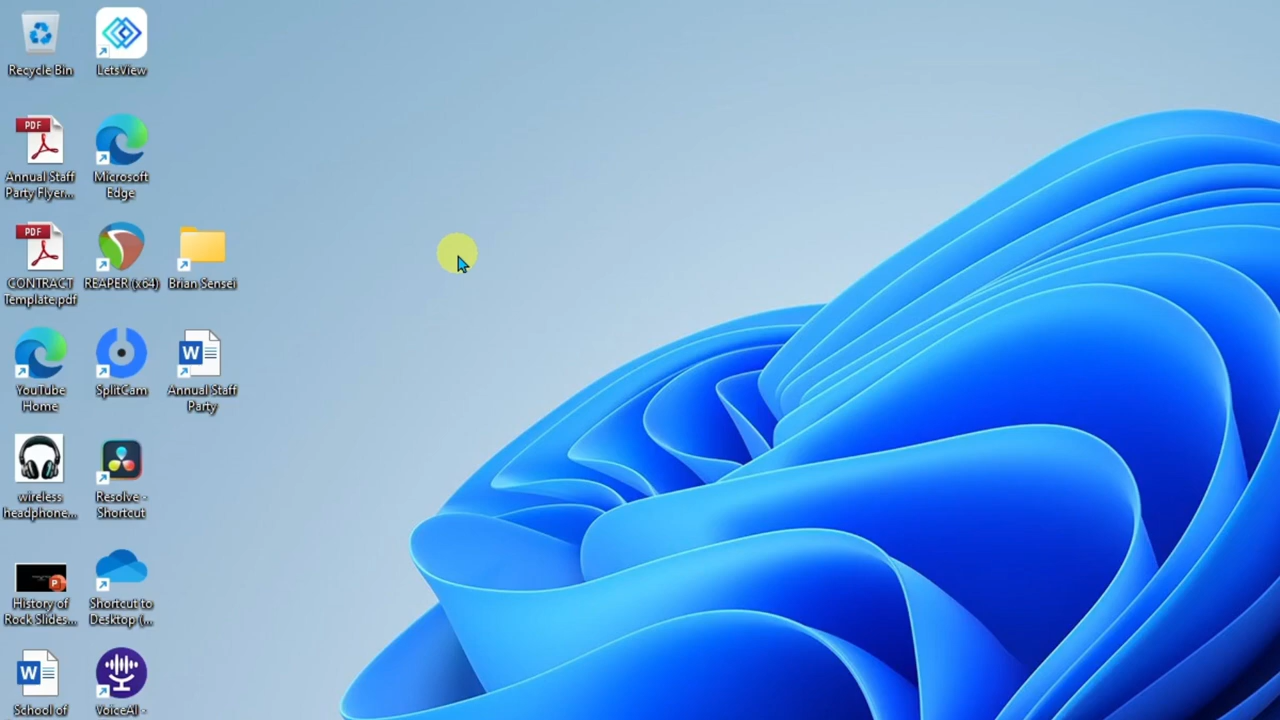 Recycle Bin
LetsView
PDF
Annual Staff
Party Flyer...
Microsoft
Edge
PDF
CONTRACT
Template.pdf
REAPER (x64)
Brian Sensei
YouTube
Home
SplitCam
W
Annual Staff
Party
wireless
headphone...
Resolve -
Shortcut
P
History of
Rock Slides...
Shortcut to
Desktop (...
W
School of
VoiceAI -